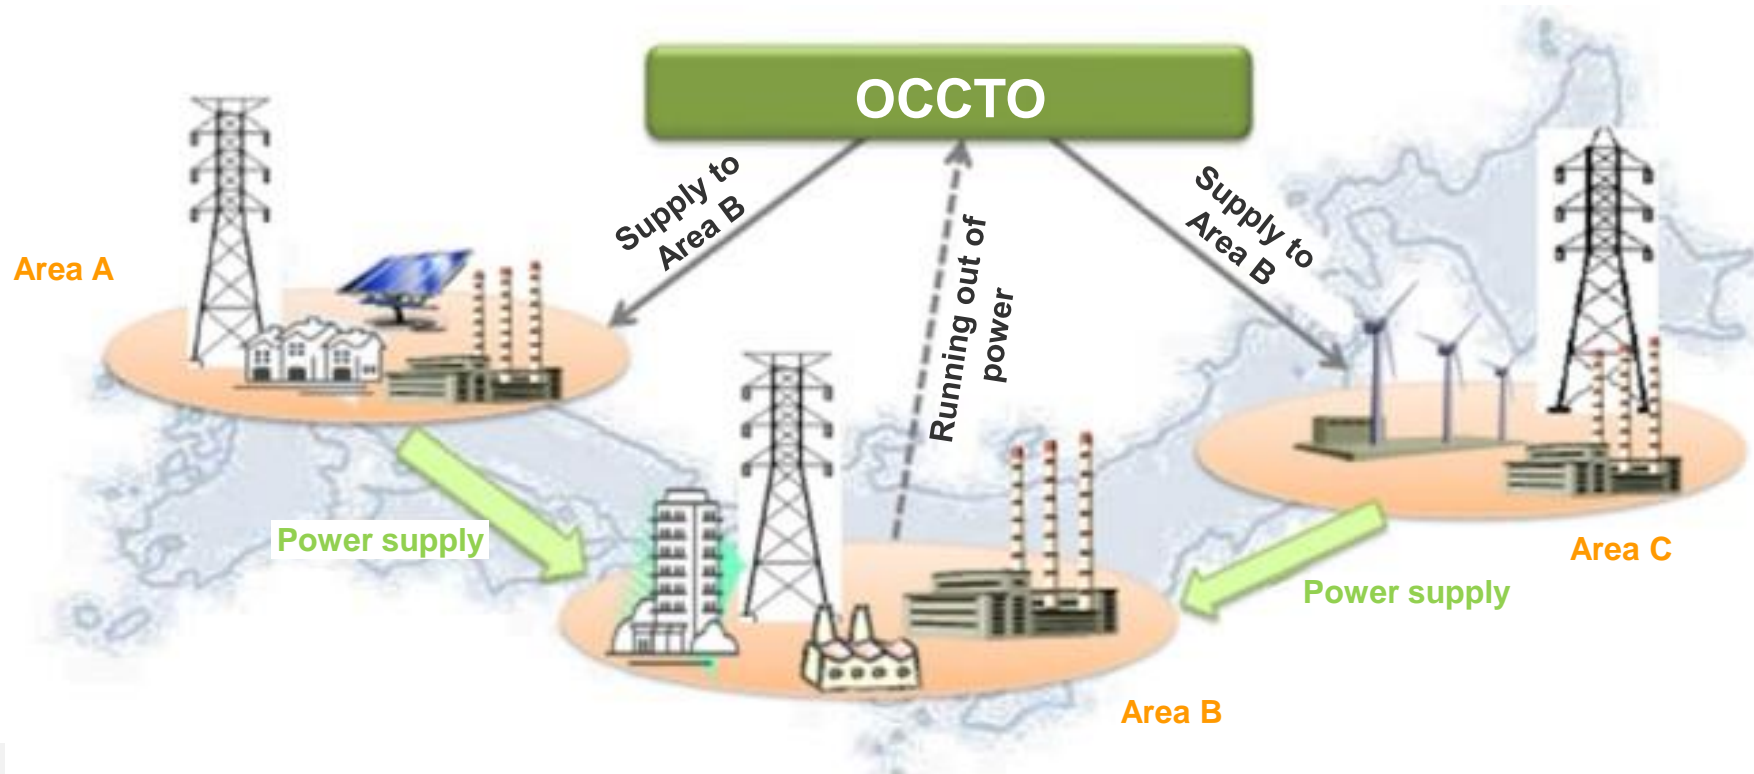 OCCTO
Supply to
Area B
Supply to
Area B
Running out of
power
Area A
Power supply
Area C
Power supply
Area B